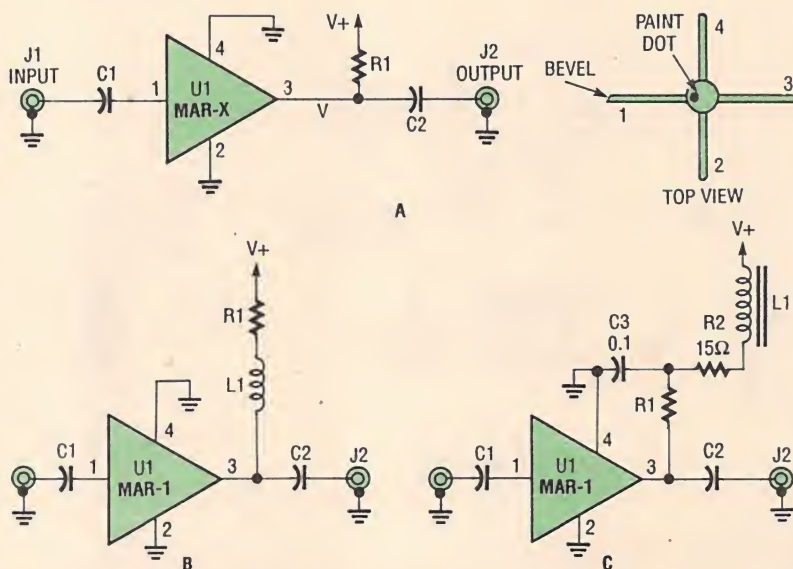 J1
INPUT
C1
1
U1
MAR-X
4
2
3
V
V+
R1
C2
J2
OUTPUT
A
BEVEL
PAINT
DOT
4
3
1
2
TOP VIEW
V+
R1
L1
C1
1
U1
MAR-1
4
2
3
C2
J2
B
V+
L1
R2
15Ω
C3
0.1
R1
C1
1
U1
MAR-1
4
2
3
C2
J2
C